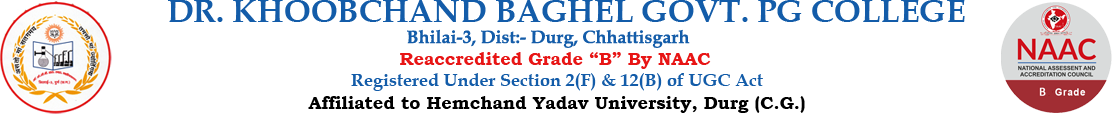 DR. KHOOBCHAND BAGHEL GOVT. PG COLLEGE
Bhilai-3, Dist:- Durg, Chhattisgarh
Reaccredited Grade “B” By NAAC
Registered Under Section 2(F) & 12(B) of UGC Act
Affiliated to Hemchand Yadav University, Durg (C.G.)
NAAC
NATIONAL ASSESSMENT AND
ACCREDITATION COUNCIL
B Grade